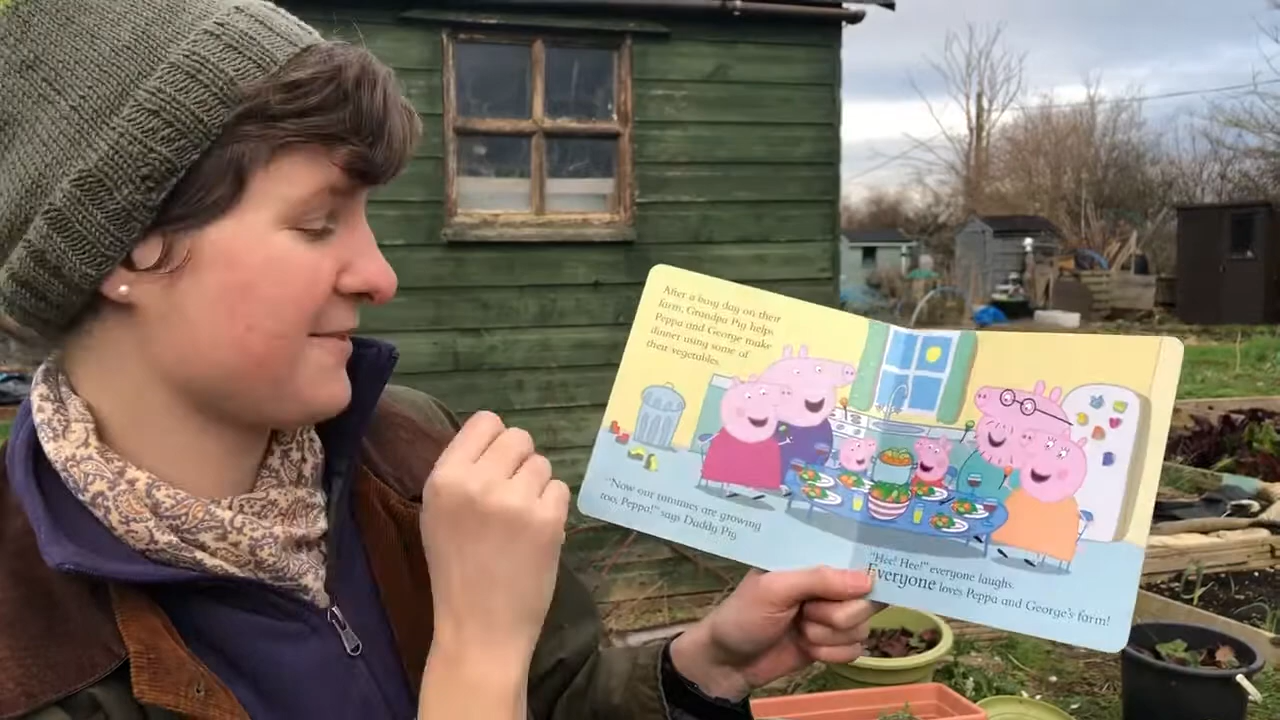 After a busy day on their
farm, Grandpa Pig helps
Peppa and George make
dinner using some of
their vegetables.
"Now our tummies are growing
too, Peppa!" says Daddy Pig.
"Hee! Hee!" everyone laughs.
Everyone loves Peppa and George's farm!